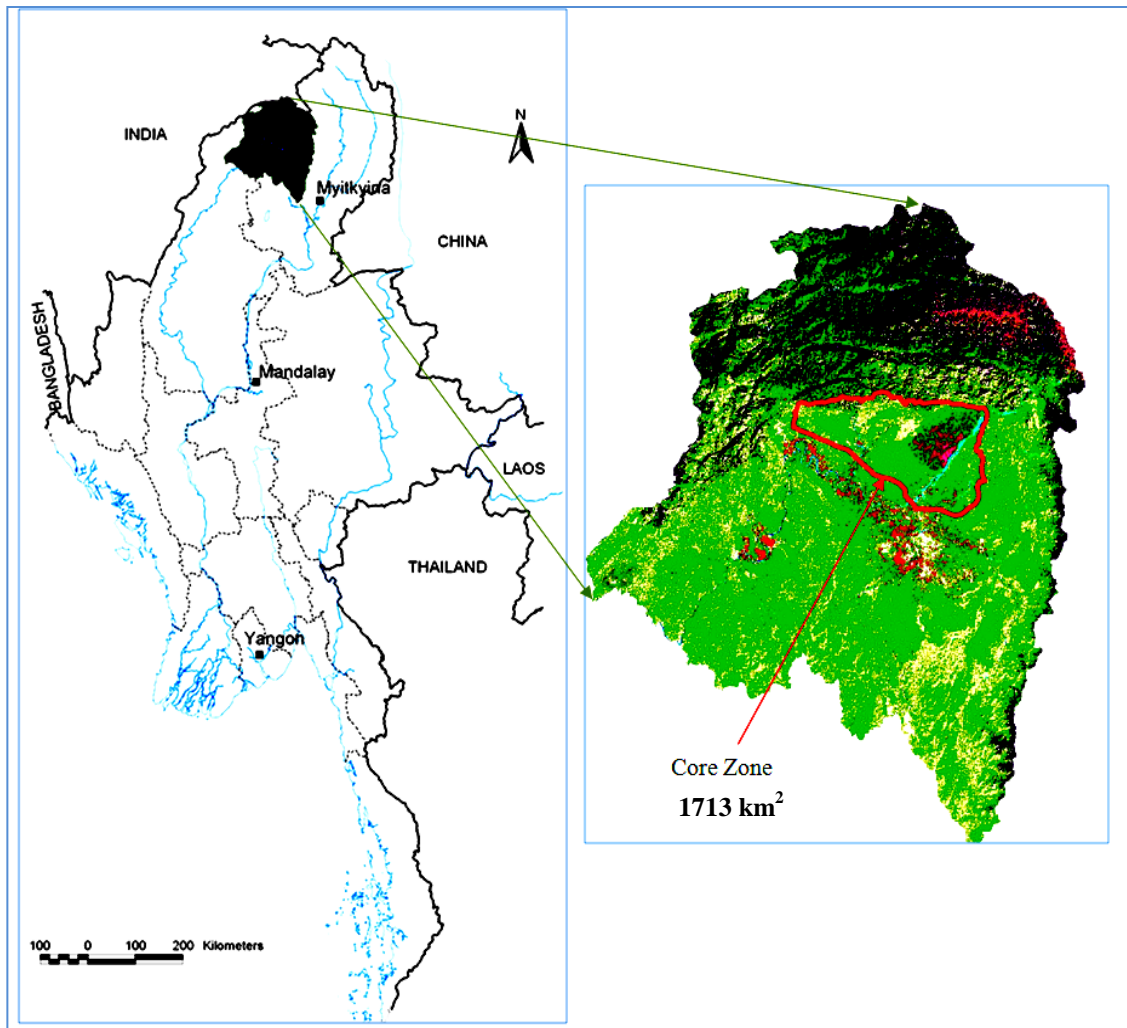 N
INDIA
Myitkyina
CHINA
BANGLADESH
Mandalay
LAOS
THAILAND
Yangon
100 0 100 200 Kilometers
Core Zone
1713 km²